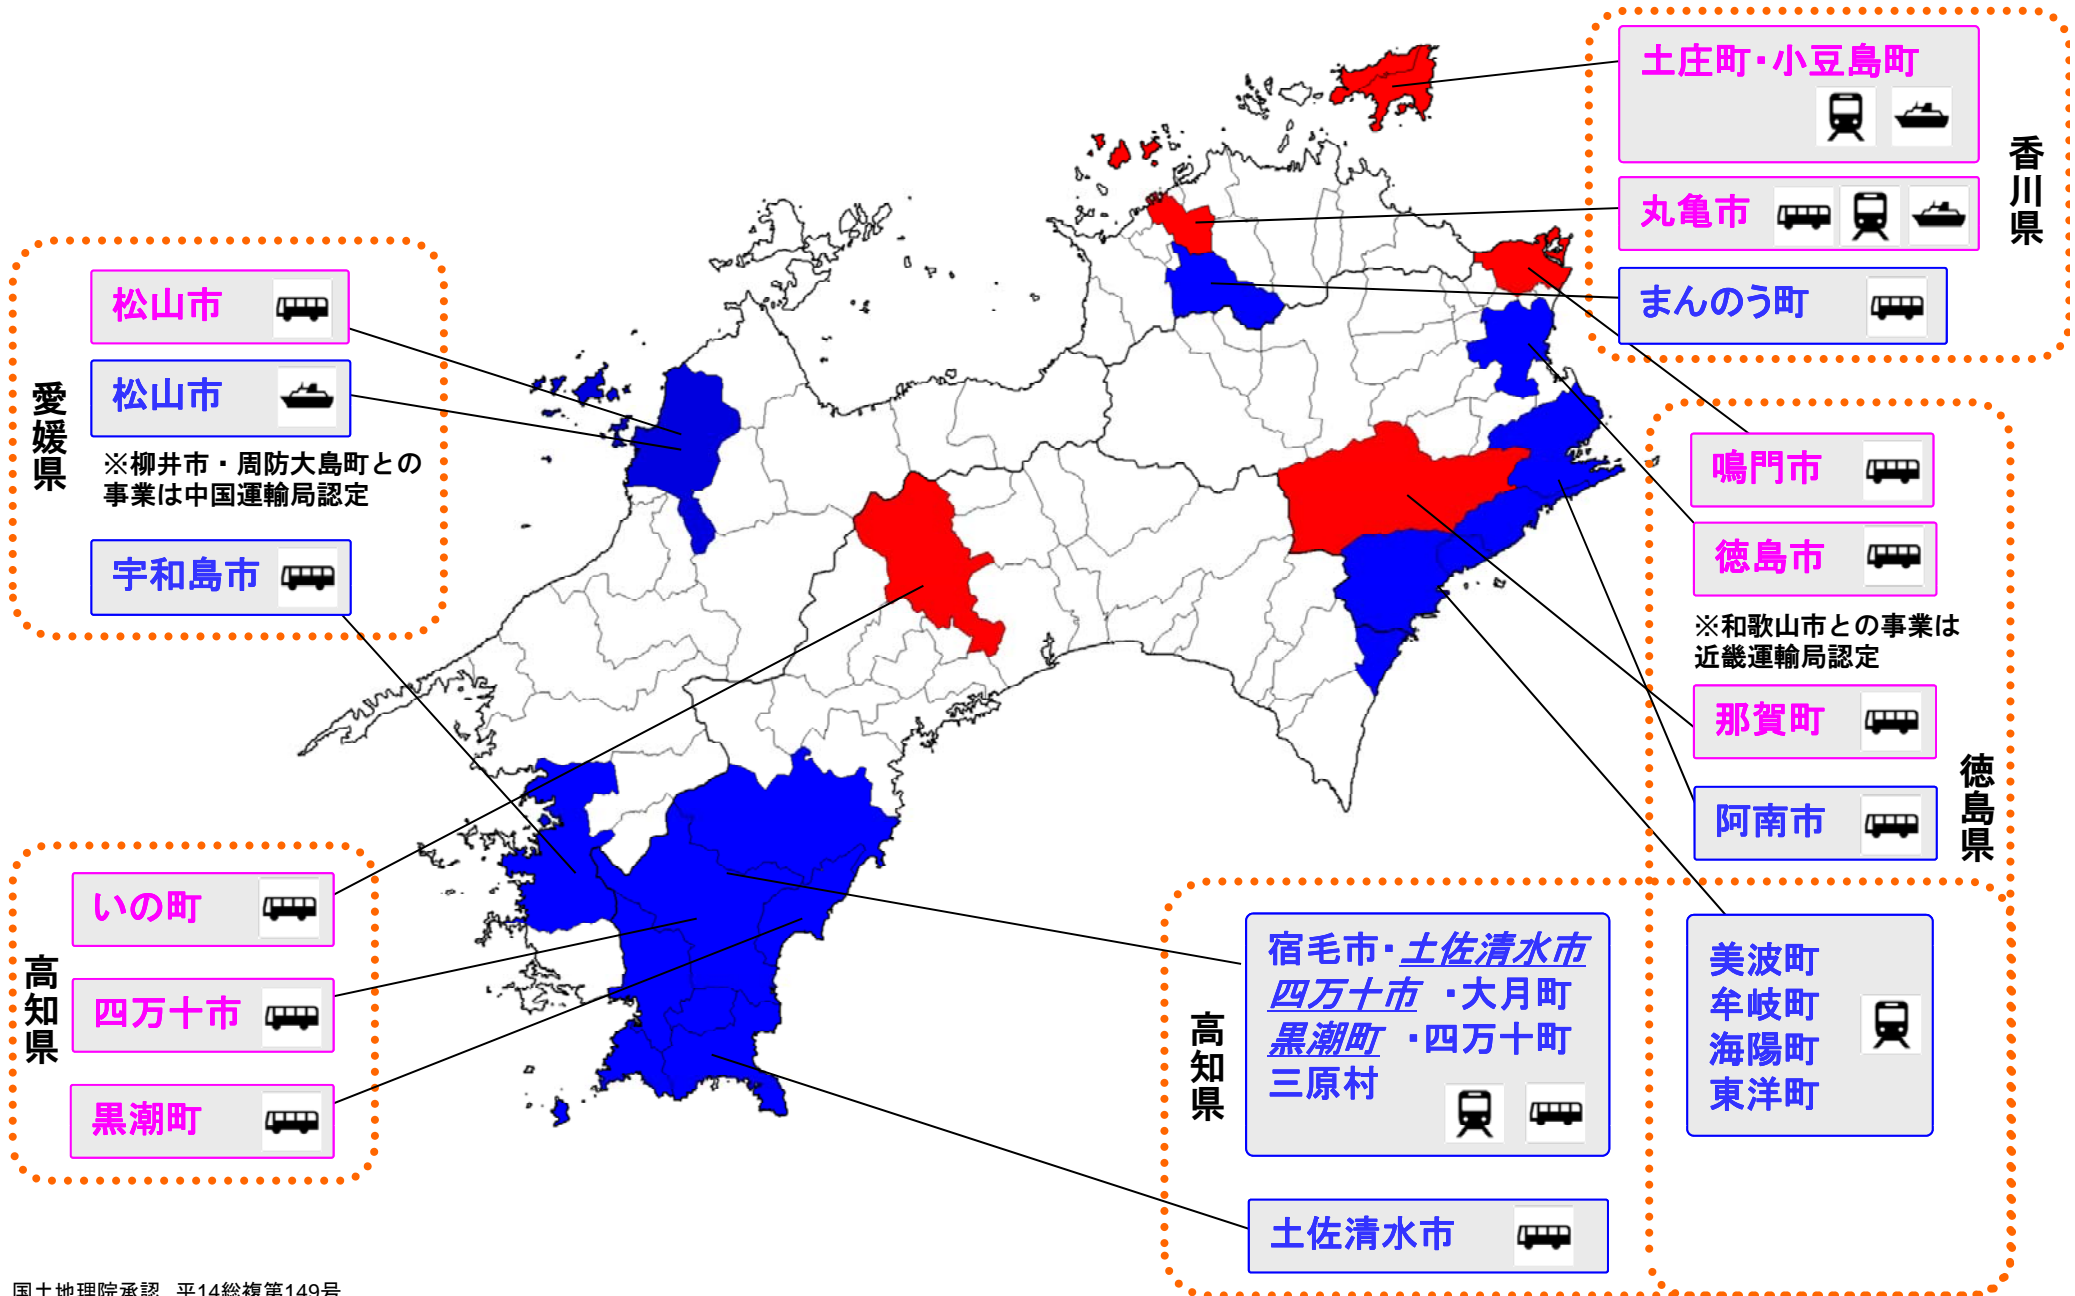 土庄町・小豆島町
丸亀市
まんのう町
香川県
松山市
松山市
※柳井市・周防大島町との
事業は中国運輸局認定
宇和島市
愛媛県
鳴門市
徳島市
※和歌山市との事業は
近畿運輸局認定
那賀町
阿南市
徳島県
美波町
牟岐町
海陽町
東洋町
いの町
四万十市
黒潮町
高知県
宿毛市・土佐清水市
四万十市 ・大月町
黒潮町 ・四万十町
三原村
土佐清水市
高知県
国土地理院承認 平14総複第149号